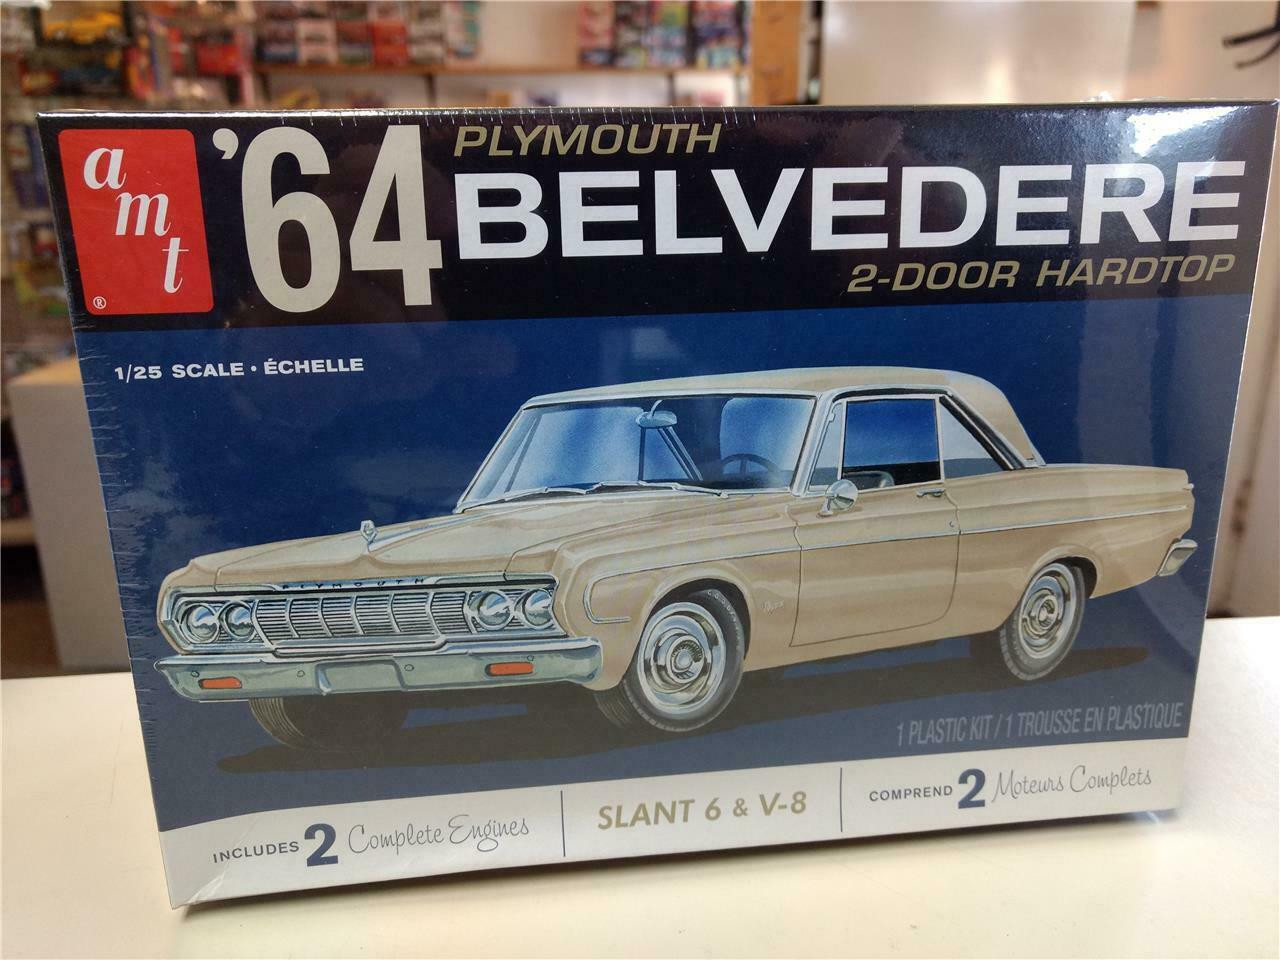 amt
®
'64
PLYMOUTH
BELVEDERE
2-DOOR HARDTOP
1/25 SCALE • ÉCHELLE
PLYMOUTH
1 PLASTIC KIT / 1 TROUSSE EN PLASTIQUE
INCLUDES 2 Complete Engines
SLANT 6 & V-8
COMPREND 2 Moteurs Complets